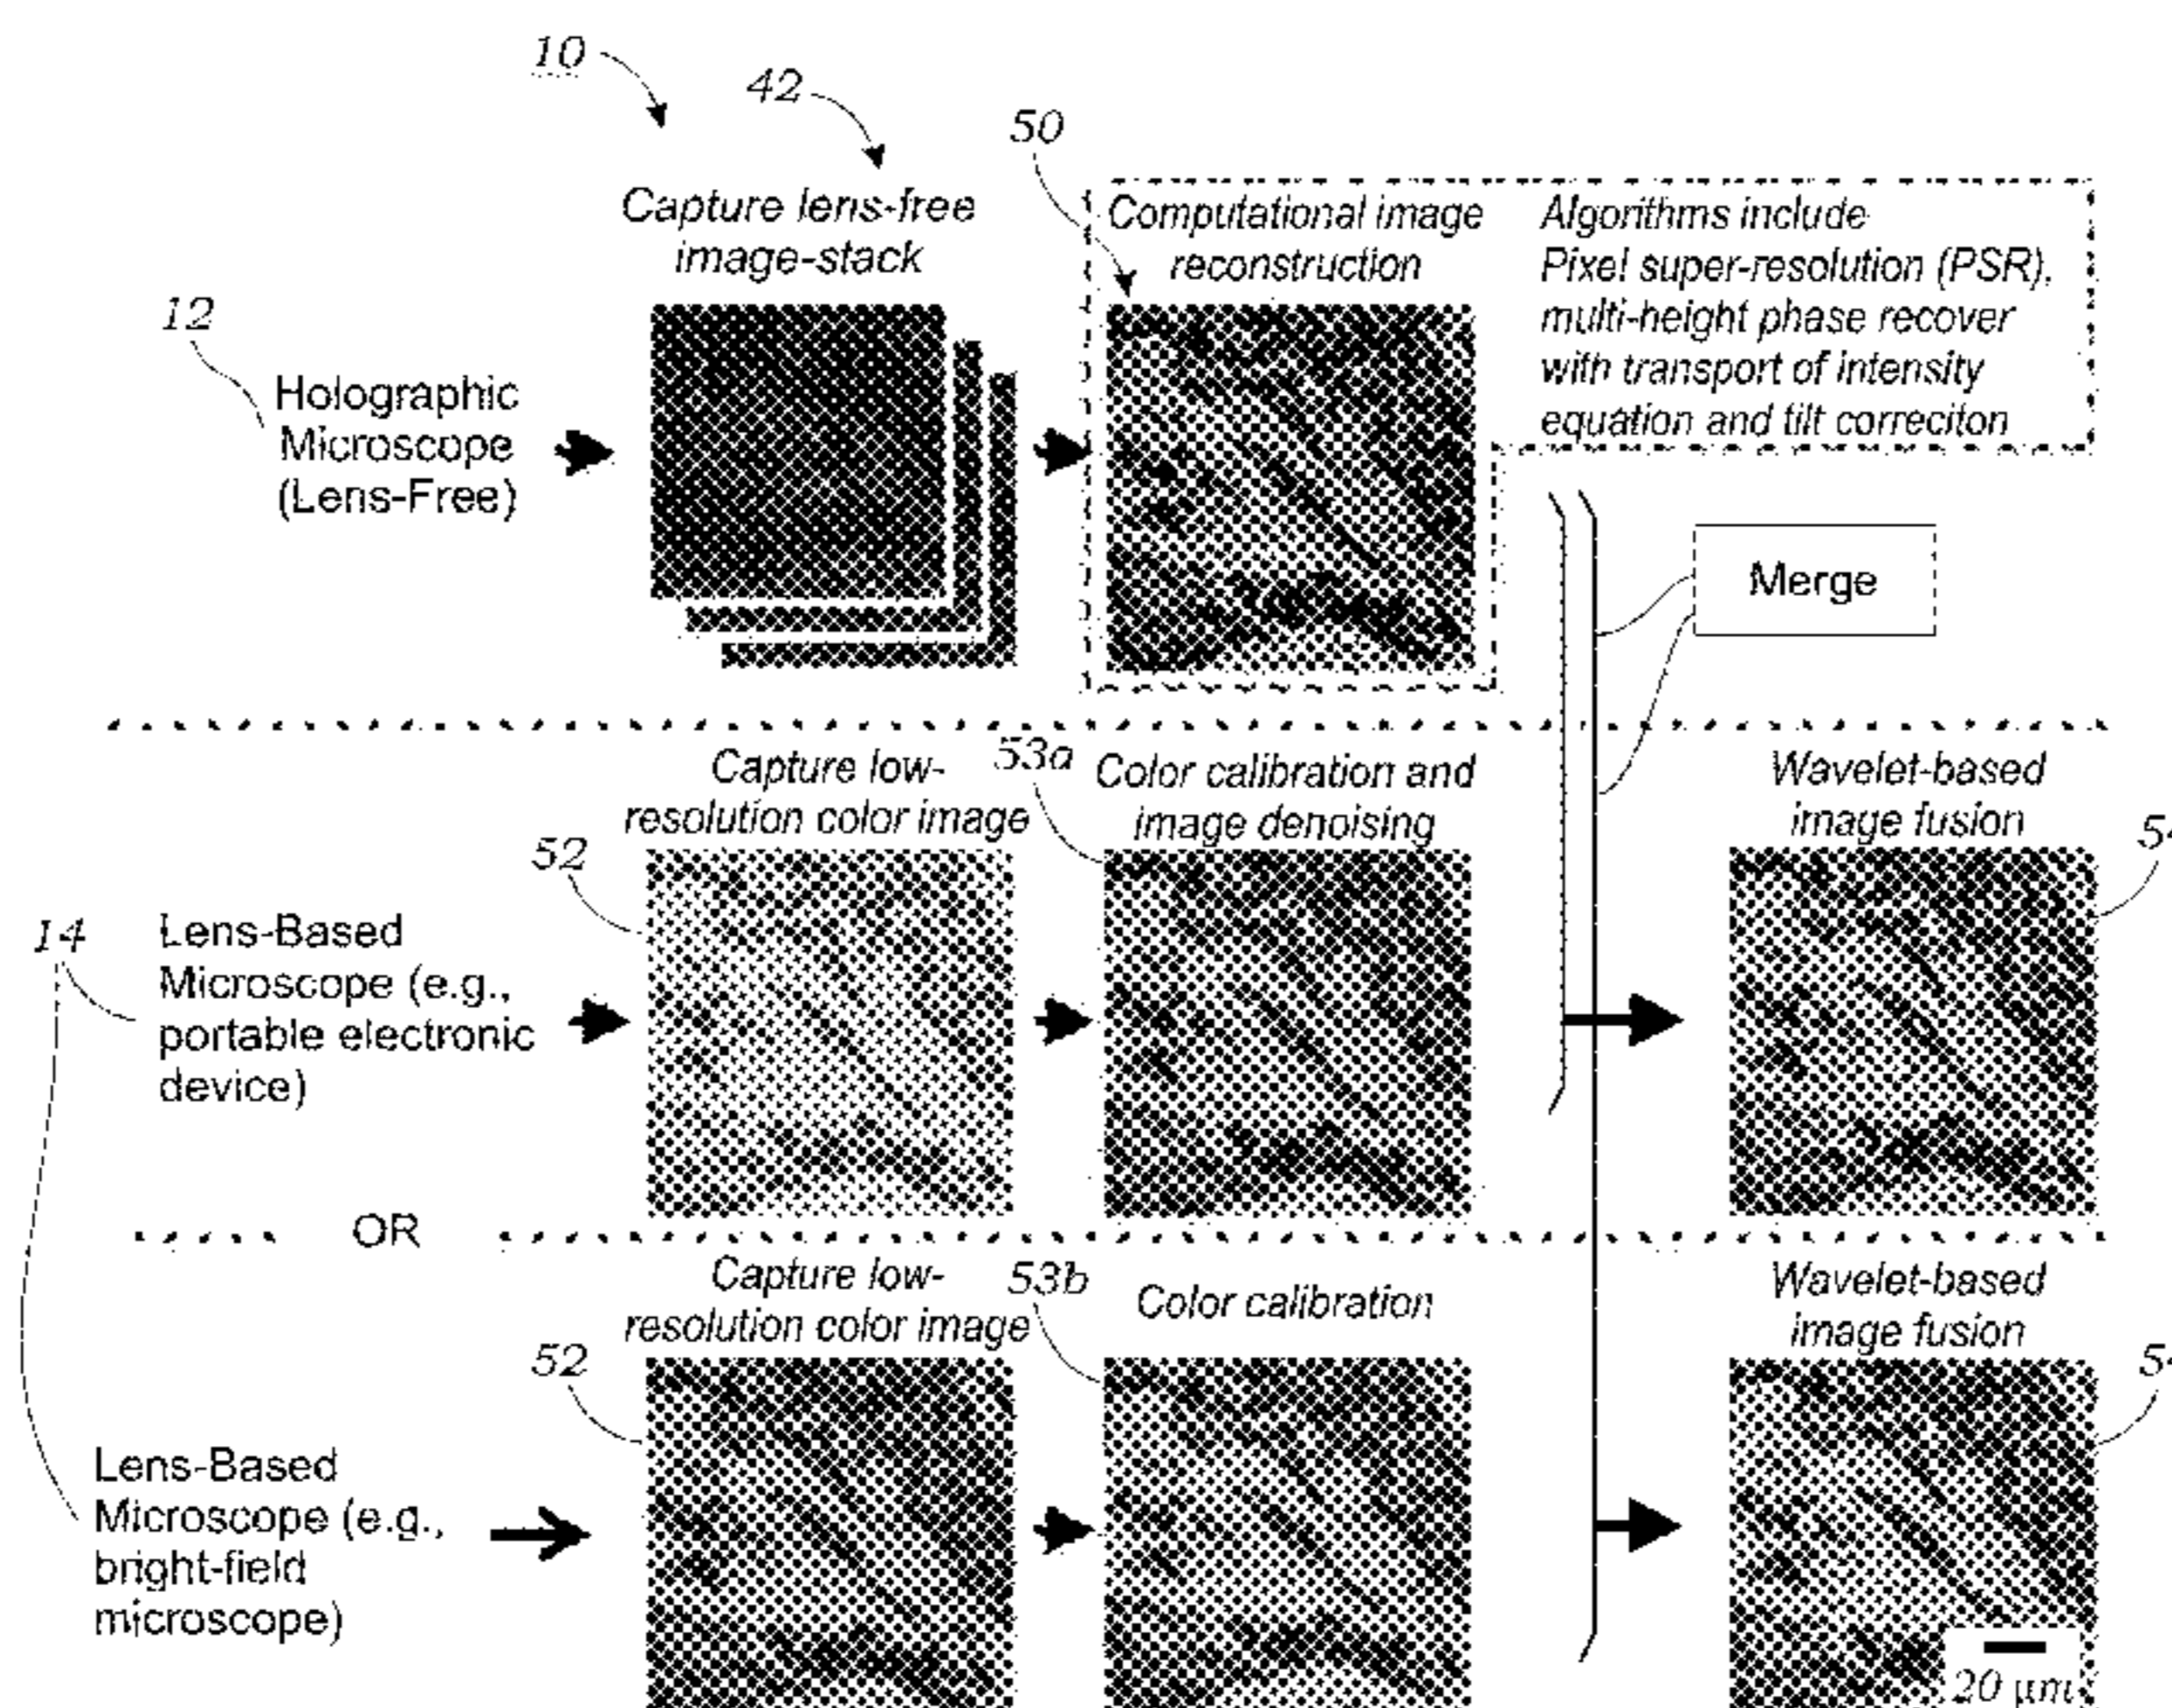 10
42
50
Capture lens-free
image-stack
Computational image
reconstruction
Algorithms include
Pixel super-resolution (PSR),
multi-height phase recover
with transport of intensity
equation and tilt correciton
12
Holographic
Microscope
(Lens-Free)
Merge
Capture low-
resolution color image
53a
Color calibration and
image denoising
Wavelet-based
image fusion
52
14
Lens-Based
Microscope (e.g.,
portable electronic
device)
OR
Capture low-
resolution color image
53b
Color calibration
Wavelet-based
image fusion
52
Lens-Based
Microscope (e.g.,
bright-field
microscope)
20 µm